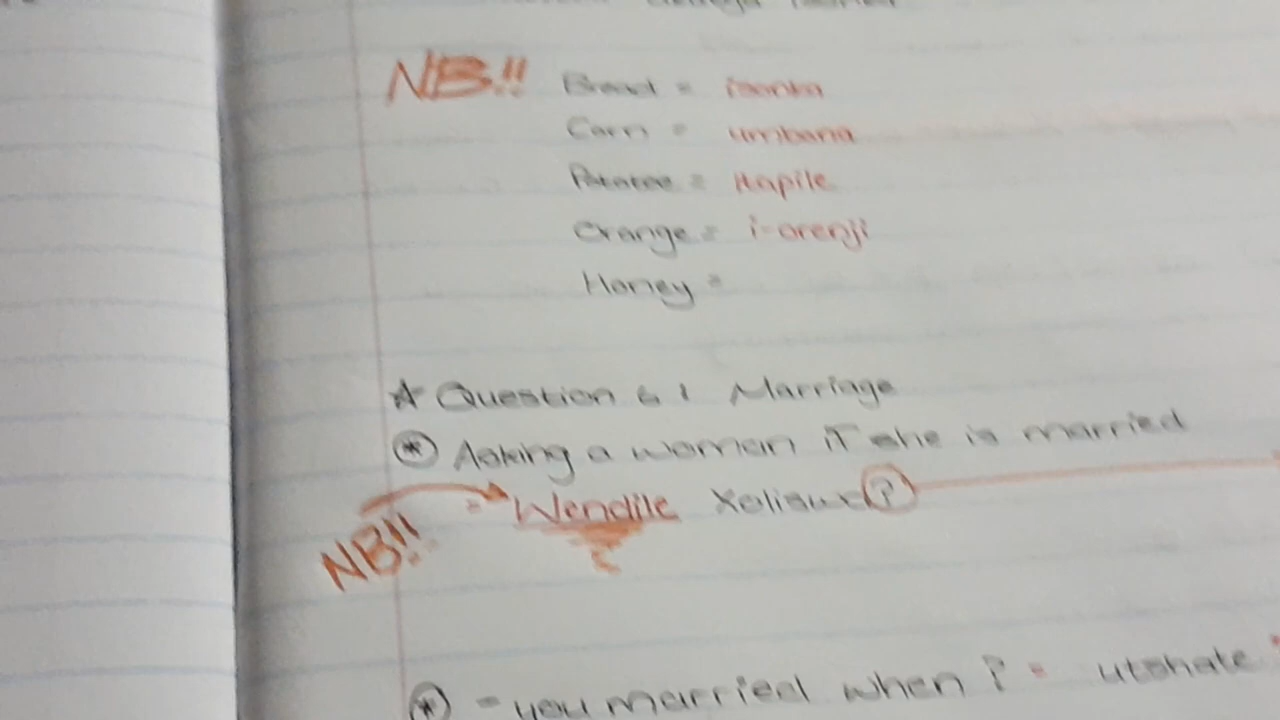 NB!! Bread = isonka
Corn = umbona
Potatoe = itapile
Orange = i-orenji
Honey =
☆ Question 6.1 Marriage
* Asking a woman if she is married
NB!! = Wendile Xoliswa?
* - you married when? = utshate